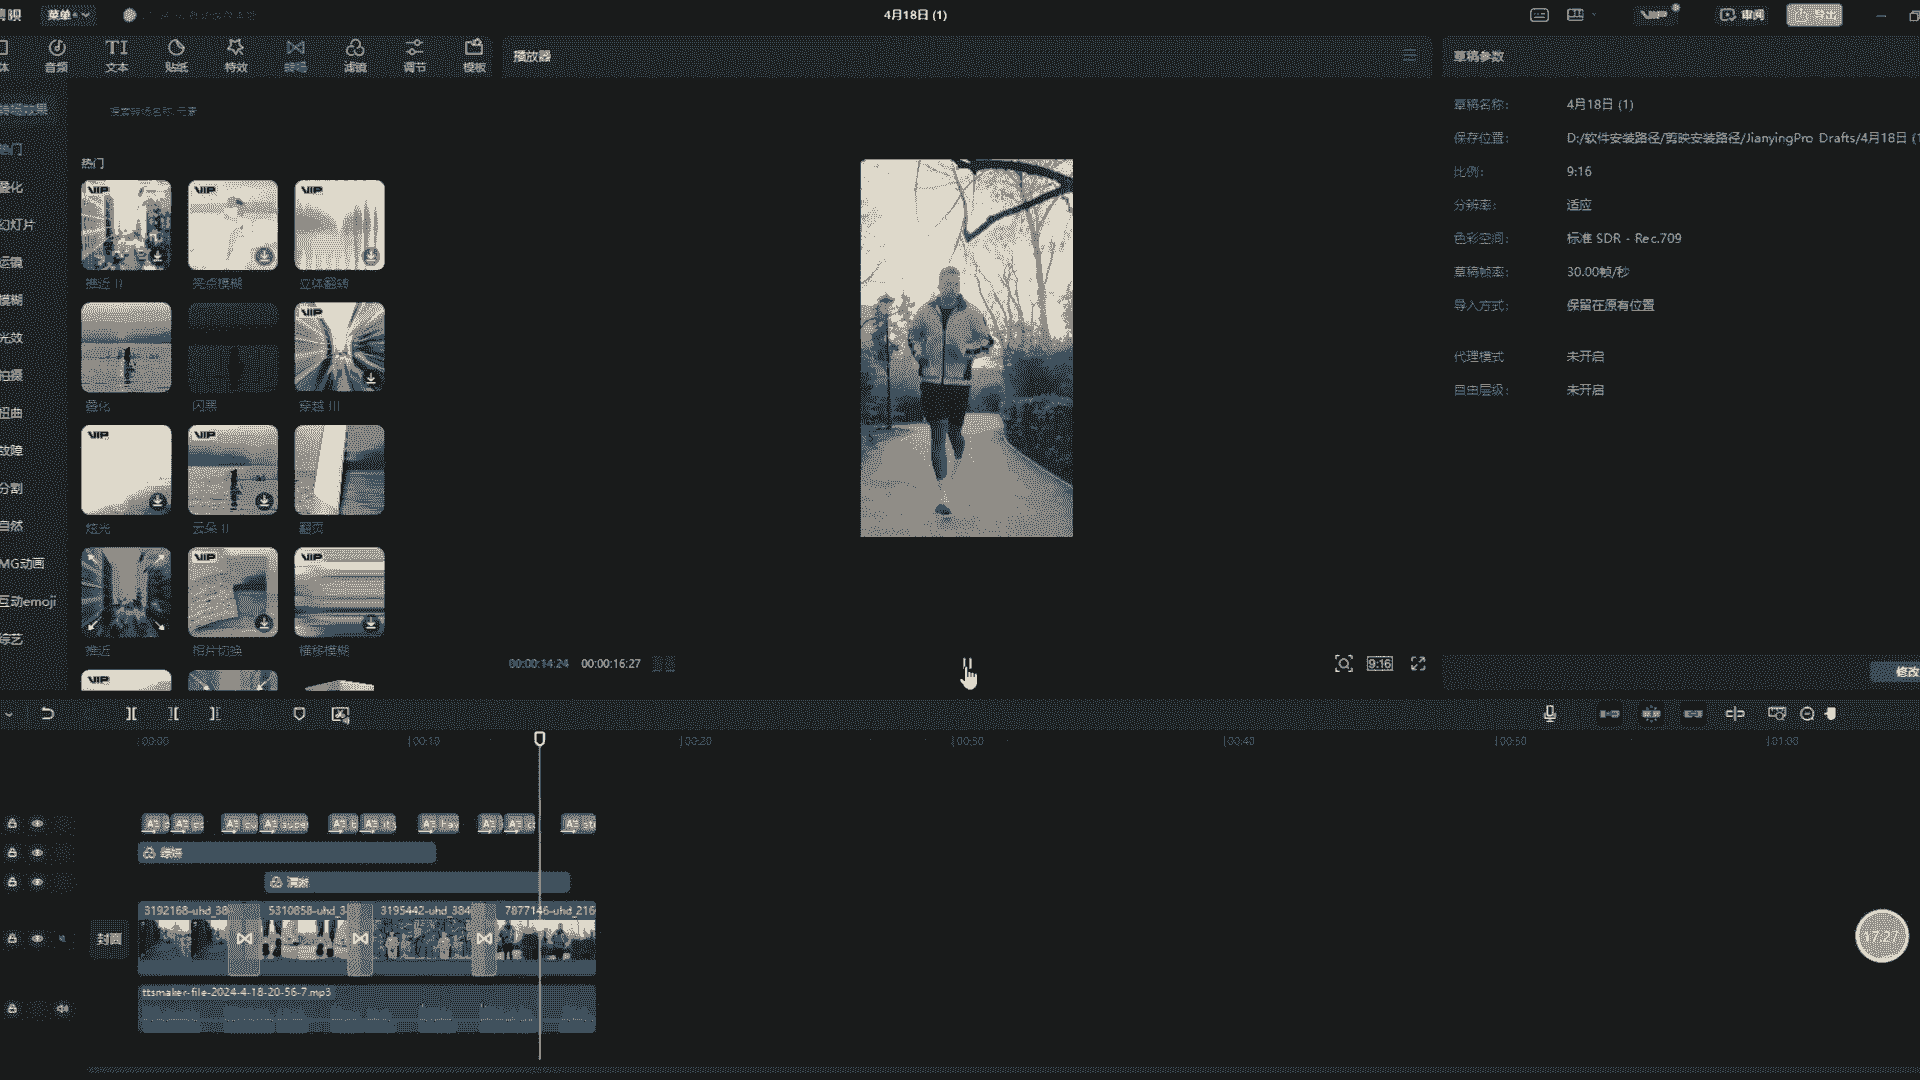 菜单
4月18日 (1)
VIP
审阅
导出
音频
TI
文本
贴纸
特效
转场
滤镜
调节
模板
播放器
草稿参数
转场效果
热门
叠化
幻灯片
运镜
模糊
光效
拍摄
扭曲
故障
分割
自然
MG动画
互动emoji
综艺
热门
VIP
VIP
VIP
推近 II
亮点模糊
立体翻转
VIP
叠化
闪黑
穿越 III
VIP
VIP
炫光
云朵 II
翻页
VIP
VIP
推近
相片切换
横移模糊
VIP
00:00:14:24
00:00:16:27
9:16
草稿名称:
4月18日 (1)
保存位置:
D:/软件安装路径/剪映安装路径/JianyingPro Drafts/4月18日
比例:
9:16
分辨率:
适应
色彩空间:
标准 SDR - Rec.709
草稿帧率:
30.00帧/秒
导入方式:
保留在原有位置
代理模式
未开启
自由层级:
未开启
修改
00:00
00:10
00:20
00:40
00:50
01:00
清晰
3192168-uhd_38
5310858-uhd_3
3195442-uhd_384
7877146-uhd_216
封面
ttsmaker-file-2024-4-18-20-56-7.mp3
17:27